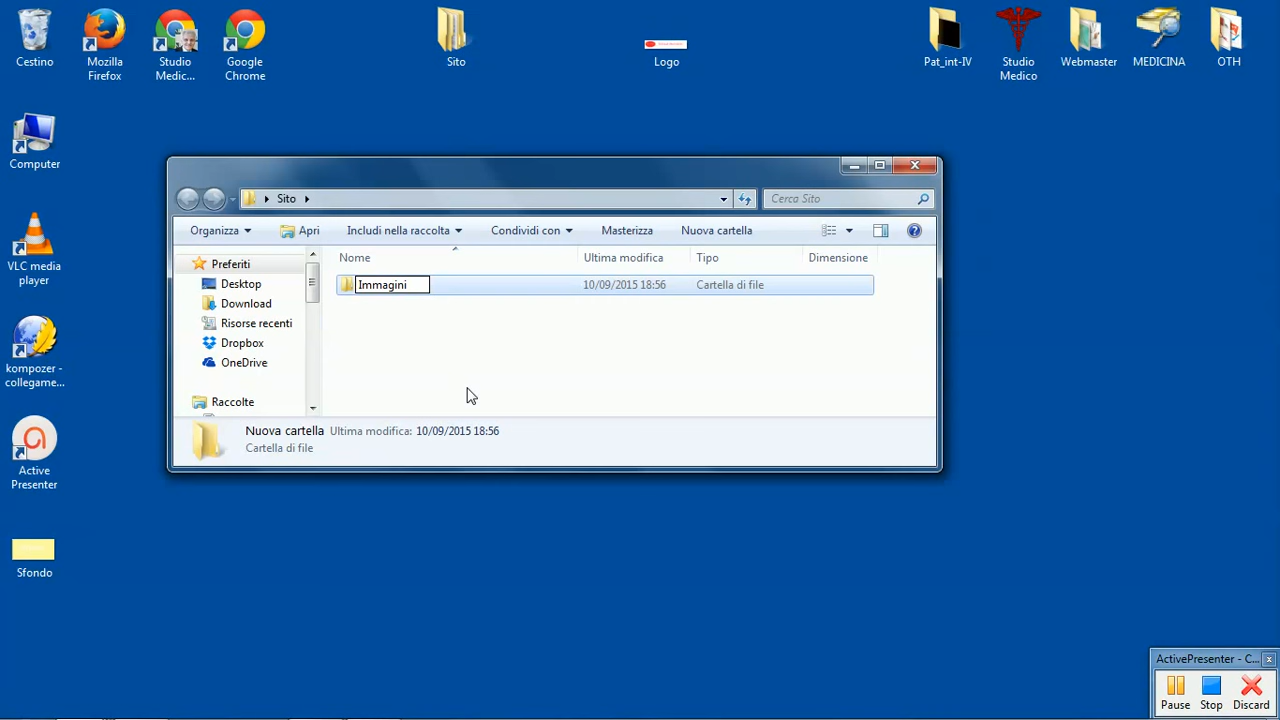 Cestino
Mozilla
Firefox
Studio
Medic...
Google
Chrome
Sito
Logo
Pat_int-IV
Studio
Medico
Webmaster
MEDICINA
OTH
Computer
VLC media
player
kompozer -
collegame...
Active
Presenter
Sfondo
Sito
Cerca Sito
Organizza
Apri
Includi nella raccolta
Condividi con
Masterizza
Nuova cartella
Preferiti
Desktop
Download
Risorse recenti
Dropbox
OneDrive
Raccolte
Nome
Ultima modifica
Tipo
Dimensione
Immagini
10/09/2015 18:56
Cartella di file
Nuova cartella Ultima modifica: 10/09/2015 18:56
Cartella di file
ActivePresenter - C...
Pause
Stop
Discard